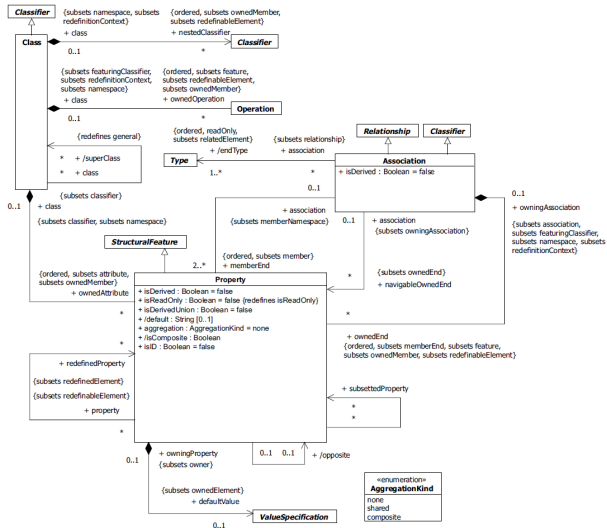 Classifier
{subsets namespace, subsets
redefinitionContext}
{ordered, subsets ownedMember,
subsets redefinableElement}
Class
+ class
+ nestedClassifier
Classifier
0..1
*
{subsets featuringClassifier,
subsets redefinitionContext,
subsets namespace}
{ordered, subsets feature,
subsets redefinableElement,
subsets ownedMember}
+ class
+ ownedOperation
Operation
0..1
*
{redefines general}
* + /superClass
* + class
{ordered, readOnly,
subsets relatedElement}
{subsets relationship}
Relationship
Classifier
+ /endType
+ association
Type
1..*
*
Association
+ isDerived : Boolean = false
0..1
{subsets classifier}
+ class
{subsets classifier, subsets namespace}
0..1
+ association
{subsets memberNamespace}
0..1
+ association
{subsets owningAssociation}
0..1
+ owningAssociation
{subsets association,
subsets featuringClassifier,
subsets namespace, subsets
redefinitionContext}
StructuralFeature
{ordered, subsets member}
2..* + memberEnd
{ordered, subsets attribute,
subsets ownedMember}
+ ownedAttribute
*
Property
+ isDerived : Boolean = false
+ isReadOnly : Boolean = false {redefines isReadOnly}
+ isDerivedUnion : Boolean = false
+ /default : String [0..1]
+ aggregation : AggregationKind = none
+ /isComposite : Boolean
+ isID : Boolean = false
{subsets ownedEnd}
* + navigableOwnedEnd
*
+ ownedEnd
{ordered, subsets memberEnd, subsets feature,
subsets ownedMember, subsets redefinableElement}
*
+ redefinedProperty
{subsets redefinedElement}
{subsets redefinableElement}
+ property
*
+ subsettedProperty
*
*
0..1
+ owningProperty
{subsets owner}
0..1 0..1
+ /opposite
{subsets ownedElement}
+ defaultValue
0..1
ValueSpecification
«enumeration»
AggregationKind
none
shared
composite